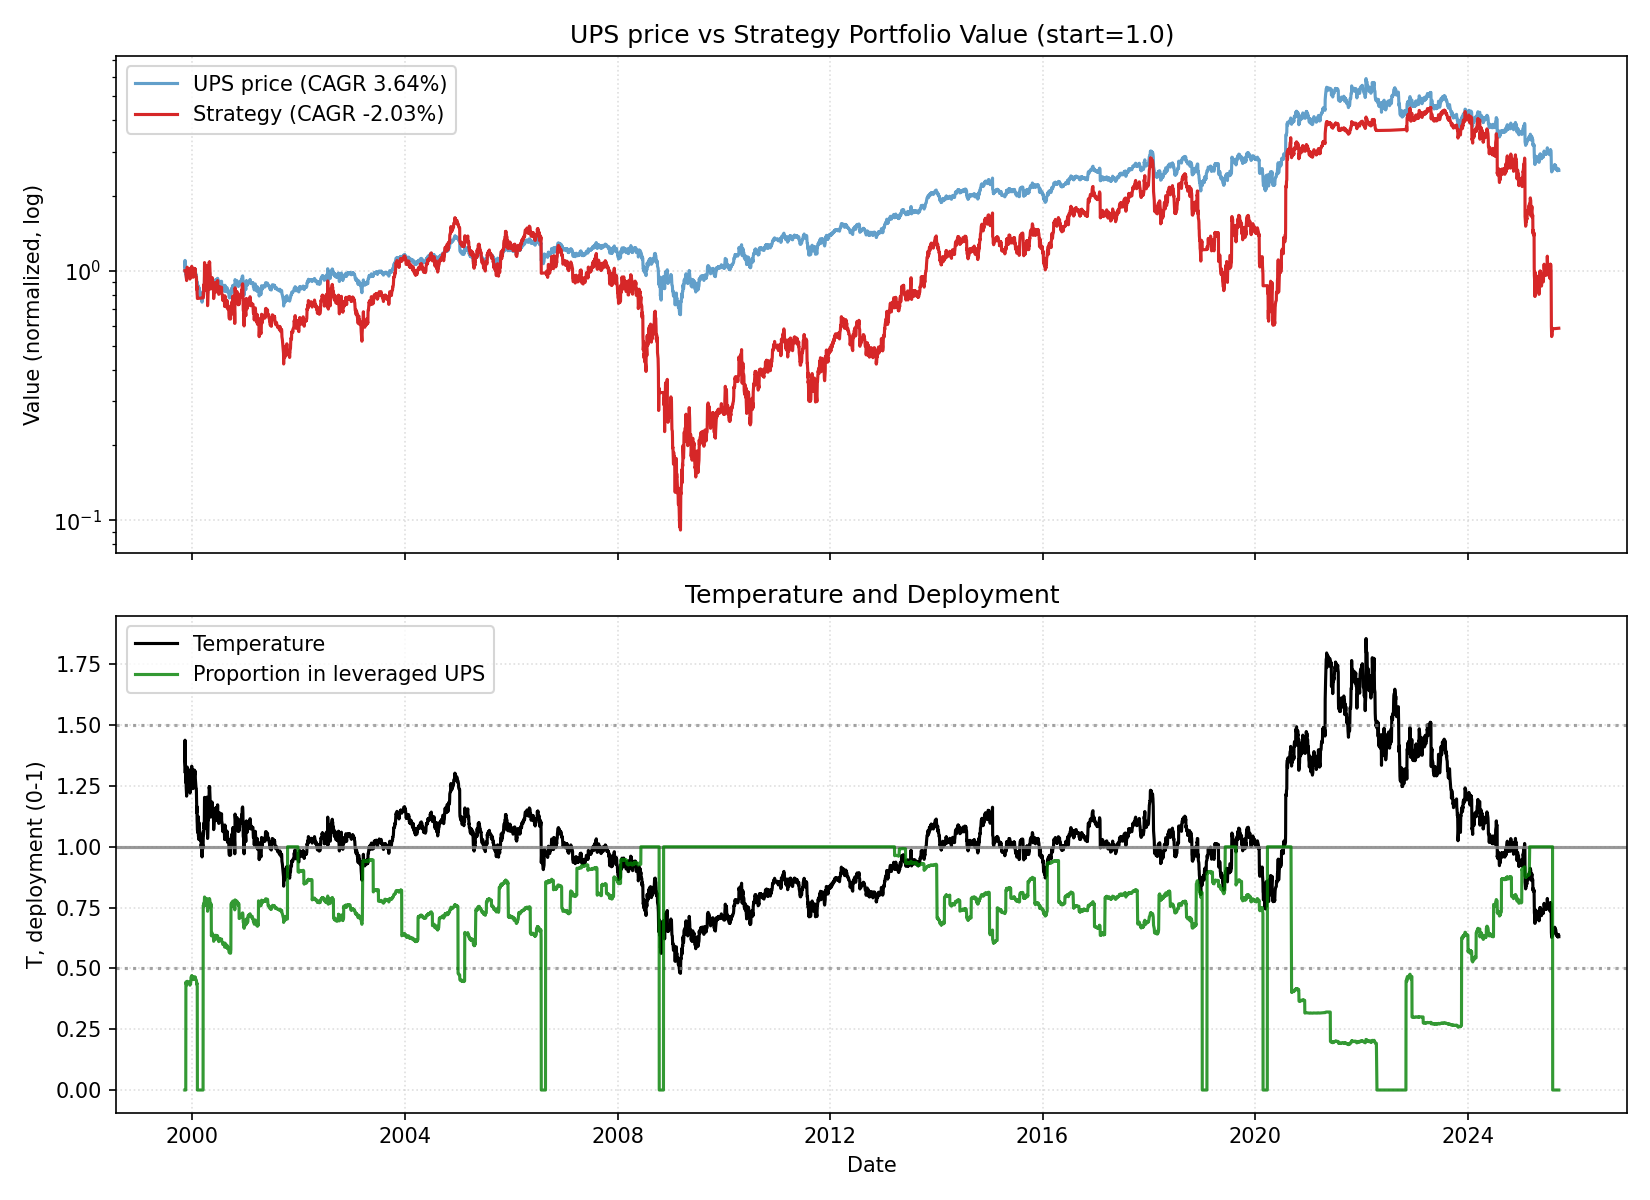 UPS price vs Strategy Portfolio Value (start=1.0)
UPS price (CAGR 3.64%)
Strategy (CAGR -2.03%)
Value (normalized, log)
10⁰
10⁻¹
Temperature and Deployment
Temperature
Proportion in leveraged UPS
T, deployment (0-1)
1.75
1.50
1.25
1.00
0.75
0.50
0.25
0.00
2000 2004 2008 2012 2016 2020 2024
Date